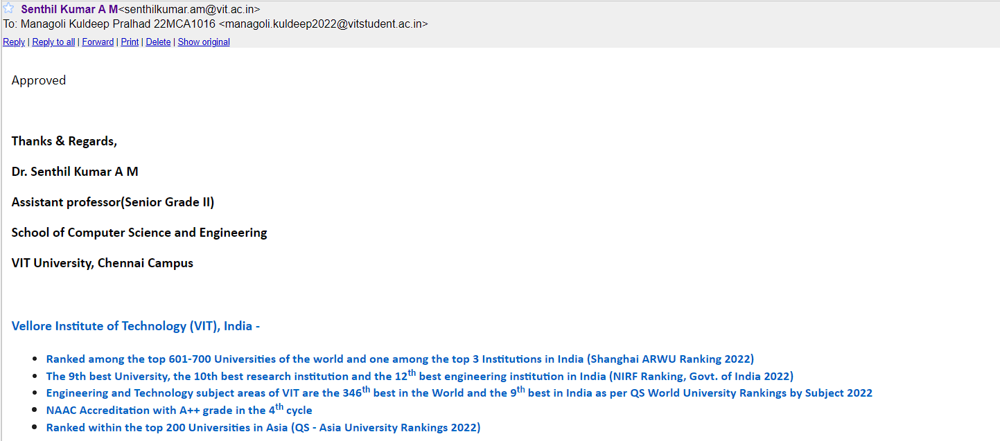 Senthil Kumar A M<senthilkumar.am@vit.ac.in>
To: Managoli Kuldeep Pralhad 22MCA1016 <managoli.kuldeep2022@vitstudent.ac.in>
Reply | Reply to all | Forward | Print | Delete | Show original
Approved
Thanks & Regards,
Dr. Senthil Kumar A M
Assistant professor(Senior Grade II)
School of Computer Science and Engineering
VIT University, Chennai Campus
Vellore Institute of Technology (VIT), India -
• Ranked among the top 601-700 Universities of the world and one among the top 3 Institutions in India (Shanghai ARWU Ranking 2022)
• The 9th best University, the 10th best research institution and the 12th best engineering institution in India (NIRF Ranking, Govt. of India 2022)
• Engineering and Technology subject areas of VIT are the 346th best in the World and the 9th best in India as per QS World University Rankings by Subject 2022
• NAAC Accreditation with A++ grade in the 4th cycle
• Ranked within the top 200 Universities in Asia (QS - Asia University Rankings 2022)